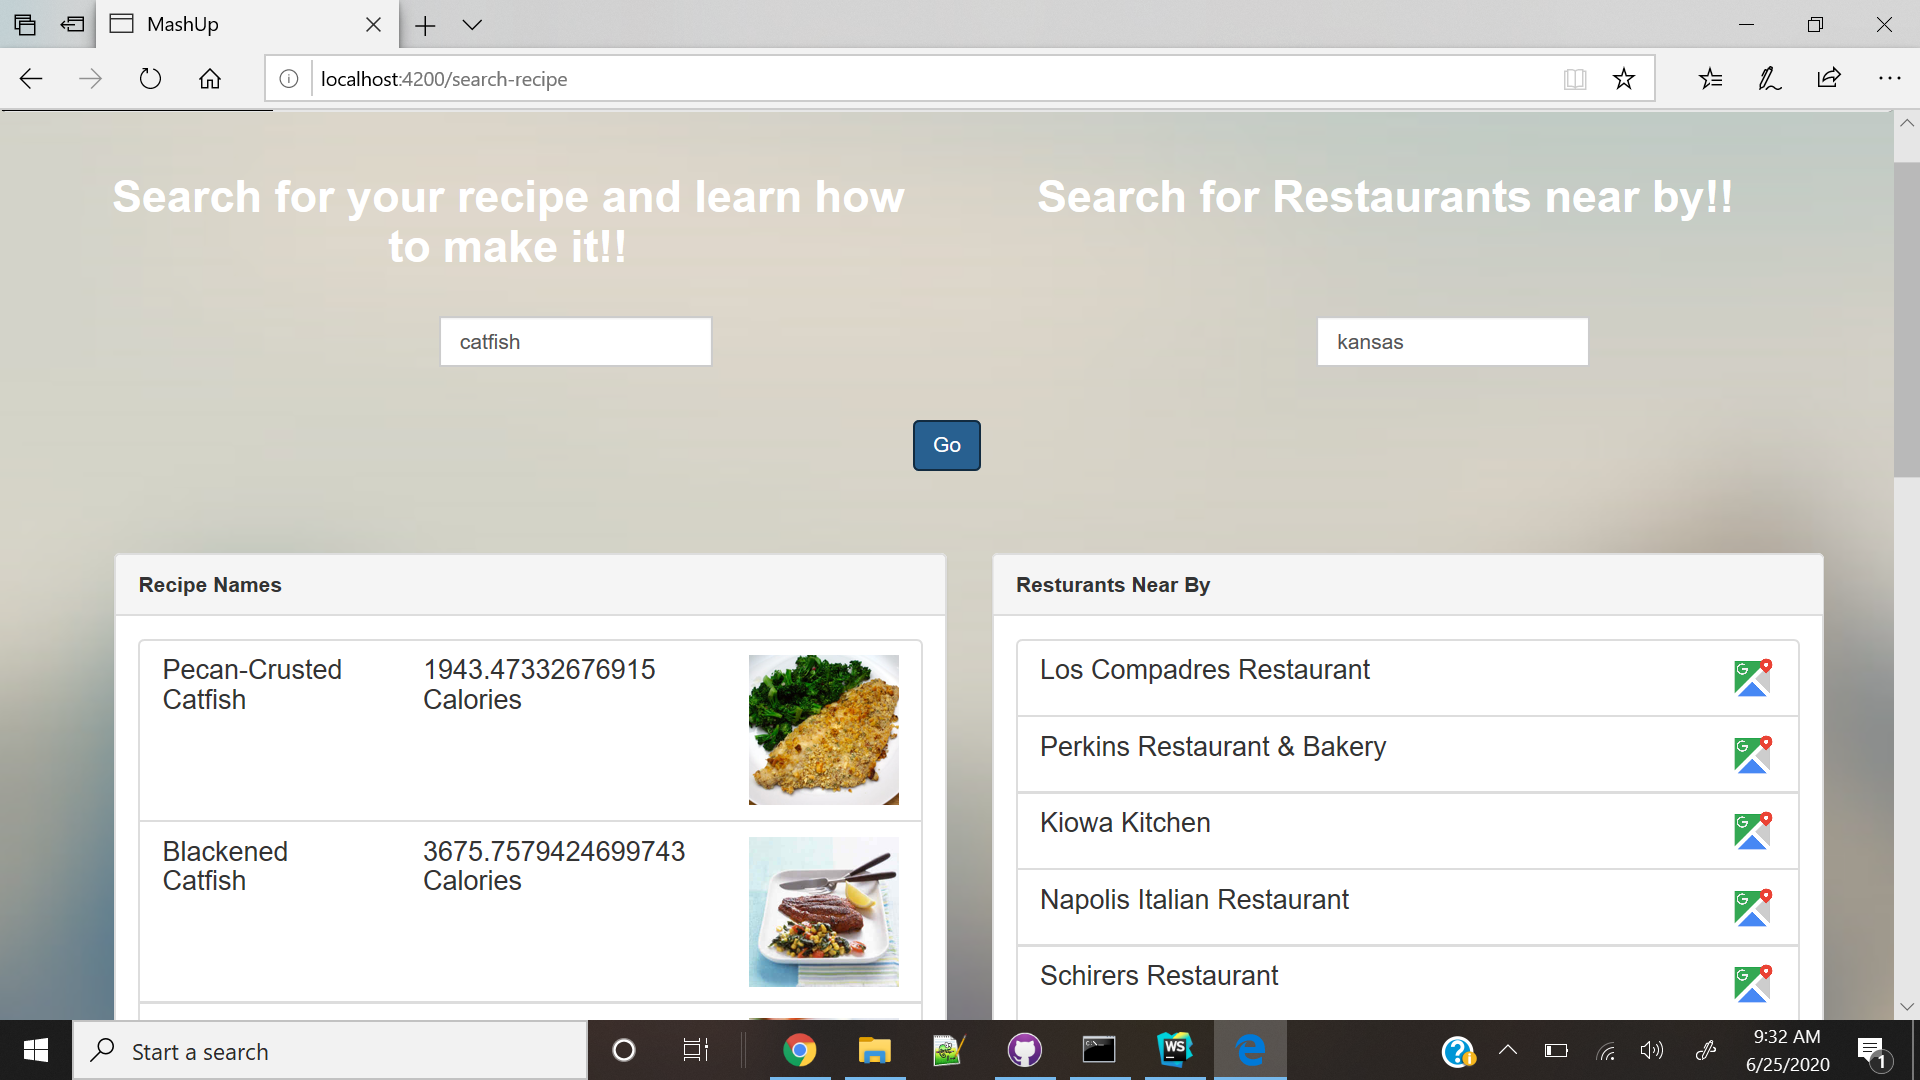 MashUp
localhost:4200/search-recipe
Search for your recipe and learn how
to make it!!
Search for Restaurants near by!!
catfish
kansas
Go
Recipe Names
Resturants Near By
Pecan-Crusted
Catfish
1943.47332676915
Calories
Los Compadres Restaurant
Perkins Restaurant & Bakery
Kiowa Kitchen
Blackened
Catfish
3675.7579424699743
Calories
Napolis Italian Restaurant
Schirers Restaurant
Start a search
WS
9:32 AM
6/25/2020
1